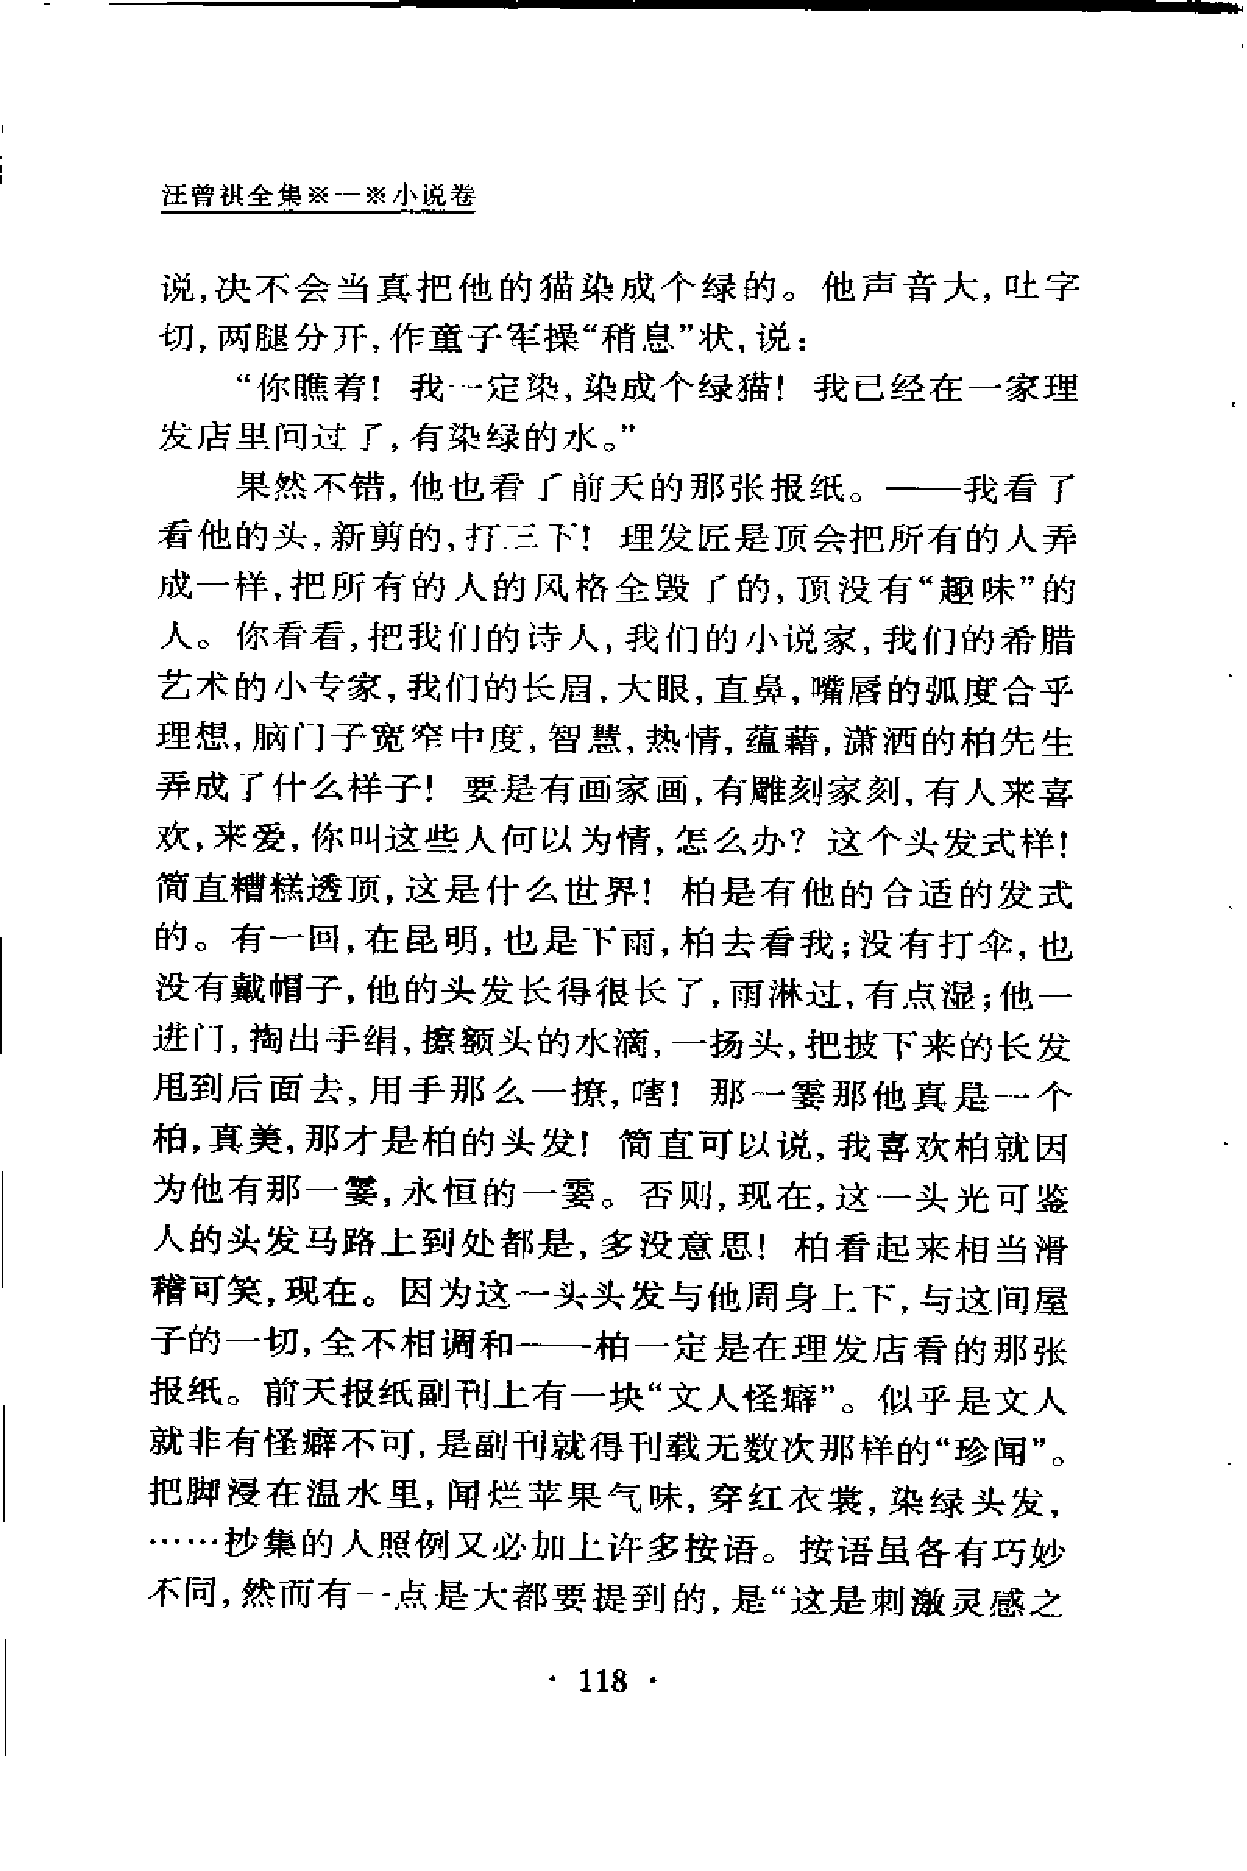 汪曾祺全集※一※小说卷
说,决不会当真把他的猫染成个绿的。他声音大,吐字
切,两腿分开,作童子军操“稍息”状,说:
“你瞧着! 我一定染,染成个绿猫! 我已经在一家理
发店里问过了,有染绿的水。”
果然不错,他也看了前天的那张报纸。——我看了
看他的头,新剪的,打三下! 理发匠是顶会把所有的人弄
成一样,把所有的人的风格全毁了的,顶没有“趣味”的
人。你看看,把我们的诗人,我们的小说家,我们的希腊
艺术的小专家,我们的长眉,大眼,直鼻,嘴唇的弧度合乎
理想,脑门子宽窄中度,智慧,热情,蕴藉,潇洒的柏先生
弄成了什么样子! 要是有画家画,有雕刻家刻,有人来喜
欢,来爱,你叫这些人何以为情,怎么办? 这个头发式样!
简直糟糕透顶,这是什么世界! 柏是有他的合适的发式
的。有一回,在昆明,也是下雨,柏去看我;没有打伞,也
没有戴帽子,他的头发长得很长了,雨淋过,有点湿;他一
进门,掏出手绢,擦额头的水滴,一扬头,把披下来的长发
甩到后面去,用手那么一撩,嗐! 那一霎那他真是一个
柏,真美,那才是柏的头发! 简直可以说,我喜欢柏就因
为他有那一霎,永恒的一霎。否则,现在,这一头光可鉴
人的头发马路上到处都是,多没意思! 柏看起来相当滑
稽可笑,现在。因为这一头头发与他周身上下,与这间屋
子的一切,全不相调和——柏一定是在理发店看的那张
报纸。前天报纸副刊上有一块“文人怪癖”。似乎是文人
就非有怪癖不可,是副刊就得刊载无数次那样的“珍闻”。
把脚浸在温水里,闻烂苹果气味,穿红衣裳,染绿头发,
……抄集的人照例又必加上许多按语。按语虽各有巧妙
不同,然而有一点是大都要提到的,是“这是刺激灵感之
· 118 ·